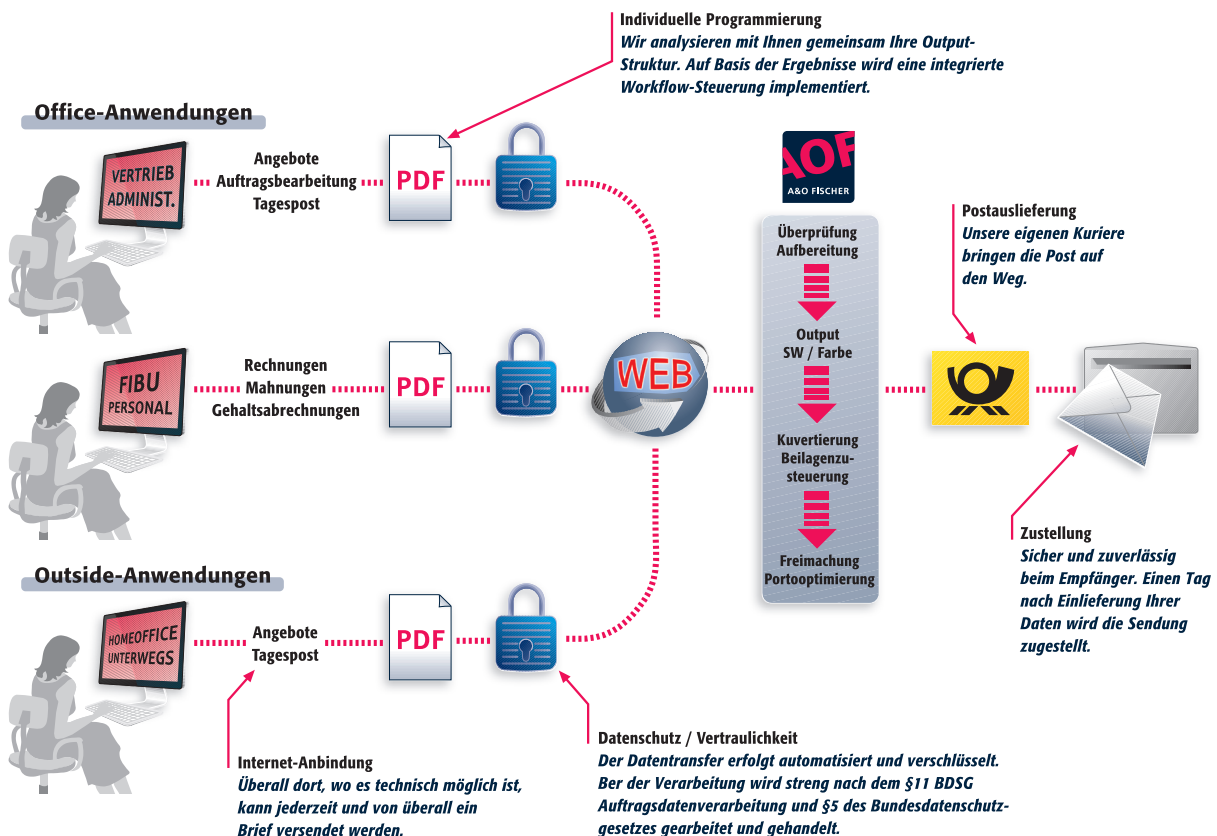 Individuelle Programmierung
Wir analysieren mit Ihnen gemeinsam Ihre Output-
Struktur. Auf Basis der Ergebnisse wird eine integrierte
Workflow-Steuerung implementiert.
Office-Anwendungen
VERTRIEB
ADMINIST.
Angebote
Auftragsbearbeitung
Tagespost
PDF
FIBU
PERSONAL
Rechnungen
Mahnungen
Gehaltsabrechnungen
PDF
Outside-Anwendungen
HOMEOFFICE
UNTERWEGS
Angebote
Tagespost
PDF
Internet-Anbindung
Überall dort, wo es technisch möglich ist,
kann jederzeit und von überall ein
Brief versendet werden.
Datenschutz / Vertraulichkeit
Der Datentransfer erfolgt automatisiert und verschlüsselt.
Ber der Verarbeitung wird streng nach dem §11 BDSG
Auftragsdatenverarbeitung und §5 des Bundesdatenschutz-
gesetzes gearbeitet und gehandelt.
WEB
AOF
A&O FISCHER
Überprüfung
Aufbereitung
Output
SW / Farbe
Kuvertierung
Beilagenzu-
steuerung
Freimachung
Portooptimierung
Postauslieferung
Unsere eigenen Kuriere
bringen die Post auf
den Weg.
Zustellung
Sicher und zuverlässig
beim Empfänger. Einen Tag
nach Einlieferung Ihrer
Daten wird die Sendung
zugestellt.